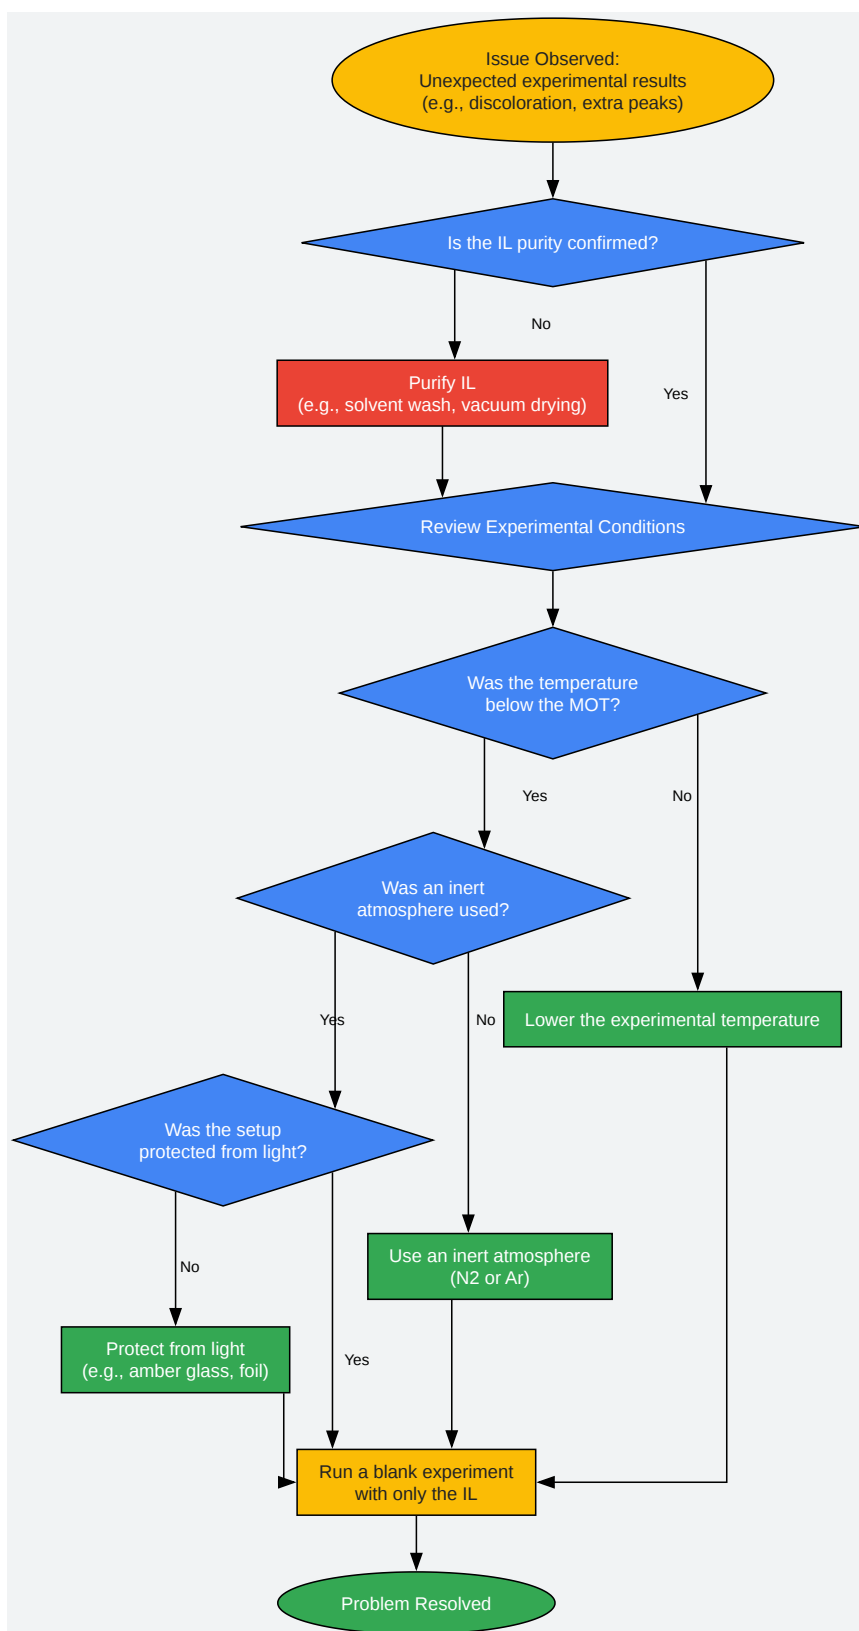 Issue Observed:
Unexpected experimental results
(e.g., discoloration, extra peaks)
Is the IL purity confirmed?
No
Yes
Purify IL
(e.g., solvent wash, vacuum drying)
Review Experimental Conditions
Was the temperature
below the MOT?
Yes
No
Was an inert
atmosphere used?
Yes
No
Lower the experimental temperature
Was the setup
protected from light?
No
Use an inert atmosphere
(N2 or Ar)
Protect from light
(e.g., amber glass, foil)
Yes
Run a blank experiment
with only the IL
Problem Resolved